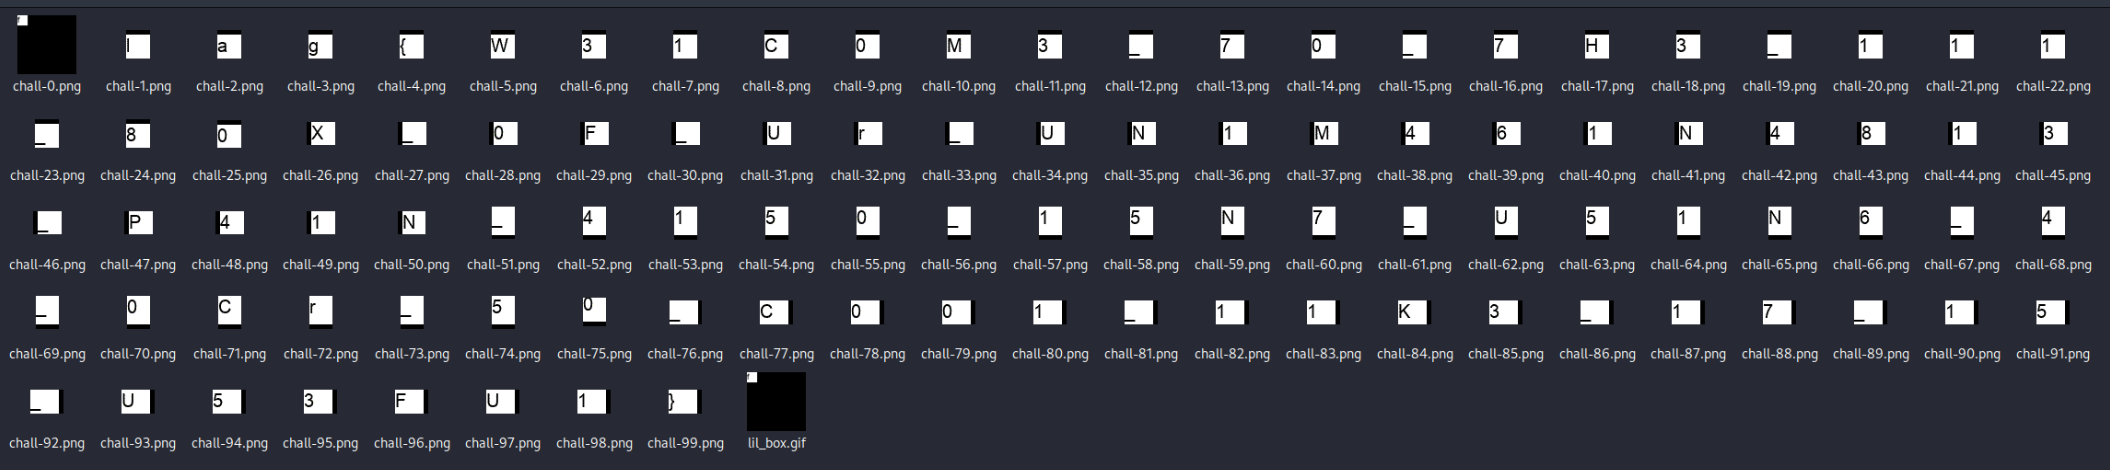 l a g { W 3 1 C 0 M 3 _ 7 0 _ 7 H 3 _ 1 1 1
chall-0.png chall-1.png chall-2.png chall-3.png chall-4.png chall-5.png chall-6.png chall-7.png chall-8.png chall-9.png chall-10.png chall-11.png chall-12.png chall-13.png chall-14.png chall-15.png chall-16.png chall-17.png chall-18.png chall-19.png chall-20.png chall-21.png chall-22.png
_ 8 0 X _ 0 F _ U r _ U N 1 M 4 6 1 N 4 8 1 3
chall-23.png chall-24.png chall-25.png chall-26.png chall-27.png chall-28.png chall-29.png chall-30.png chall-31.png chall-32.png chall-33.png chall-34.png chall-35.png chall-36.png chall-37.png chall-38.png chall-39.png chall-40.png chall-41.png chall-42.png chall-43.png chall-44.png chall-45.png
_ P 4 1 N _ 4 1 5 0 _ 1 5 N 7 _ U 5 1 N 6 _ 4
chall-46.png chall-47.png chall-48.png chall-49.png chall-50.png chall-51.png chall-52.png chall-53.png chall-54.png chall-55.png chall-56.png chall-57.png chall-58.png chall-59.png chall-60.png chall-61.png chall-62.png chall-63.png chall-64.png chall-65.png chall-66.png chall-67.png chall-68.png
_ 0 C r _ 5 0 _ C 0 0 1 _ 1 1 K 3 _ 1 7 _ 1 5
chall-69.png chall-70.png chall-71.png chall-72.png chall-73.png chall-74.png chall-75.png chall-76.png chall-77.png chall-78.png chall-79.png chall-80.png chall-81.png chall-82.png chall-83.png chall-84.png chall-85.png chall-86.png chall-87.png chall-88.png chall-89.png chall-90.png chall-91.png
_ U 5 3 F U 1 }
chall-92.png chall-93.png chall-94.png chall-95.png chall-96.png chall-97.png chall-98.png chall-99.png lil_box.gif